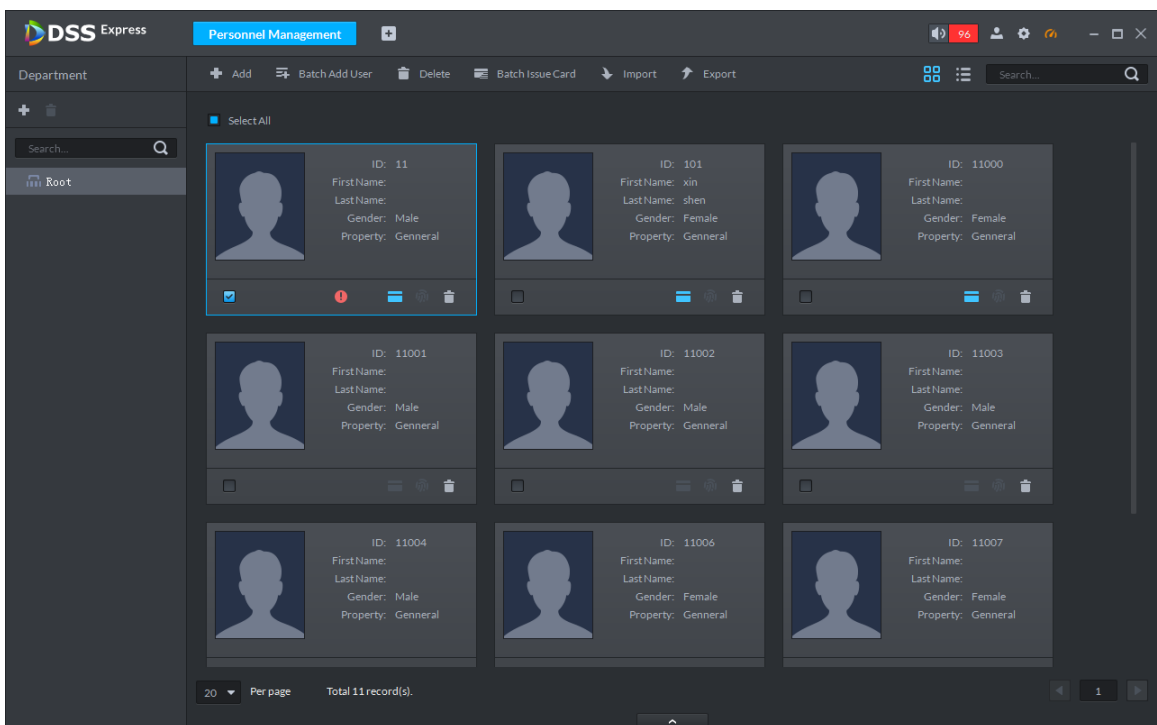 DSS Express
Personnel Management
96
Department
Add
Batch Add User
Delete
Batch Issue Card
Import
Export
Search...
Select All
Search...
Root
ID: 11
First Name:
Last Name:
Gender: Male
Property: Genneral
ID: 101
First Name: xin
Last Name: shen
Gender: Female
Property: Genneral
ID: 11000
First Name:
Last Name:
Gender: Female
Property: Genneral
ID: 11001
First Name:
Last Name:
Gender: Male
Property: Genneral
ID: 11002
First Name:
Last Name:
Gender: Male
Property: Genneral
ID: 11003
First Name:
Last Name:
Gender: Male
Property: Genneral
ID: 11004
First Name:
Last Name:
Gender: Male
Property: Genneral
ID: 11006
First Name:
Last Name:
Gender: Female
Property: Genneral
ID: 11007
First Name:
Last Name:
Gender: Female
Property: Genneral
20 Per page Total 11 record(s).
1